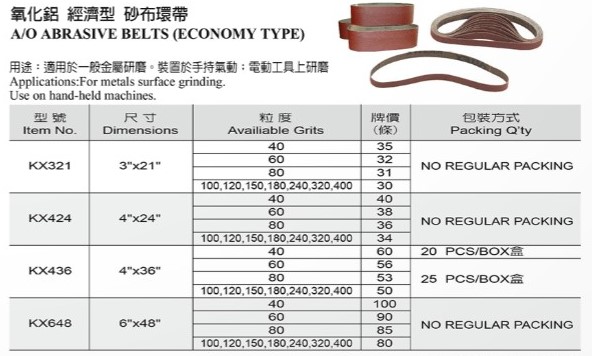 氧化鋁 經濟型 砂布環帶
A/O ABRASIVE BELTS (ECONOMY TYPE)
用途：適用於一般金屬研磨。裝置於手持氣動；電動工具上研磨
Applications:For metals surface grinding.
Use on hand-held machines.
型號 尺寸 粒度 牌價 包裝方式
Item No. Dimensions Availiable Grits (條) Packing Q'ty
40 35
60 32
KX321 3"x21" NO REGULAR PACKING
80 31
100,120,150,180,240,320,400 30
40 40
60 38
KX424 4"x24" NO REGULAR PACKING
80 36
100,120,150,180,240,320,400 34
40 60 20 PCS/BOX盒
60 56
KX436 4"x36" 25 PCS/BOX盒
80 53
100,120,150,180,240,320,400 50
40 100
60 90
KX648 6"x48" NO REGULAR PACKING
80 85
100,120,150,180,240,320,400 80